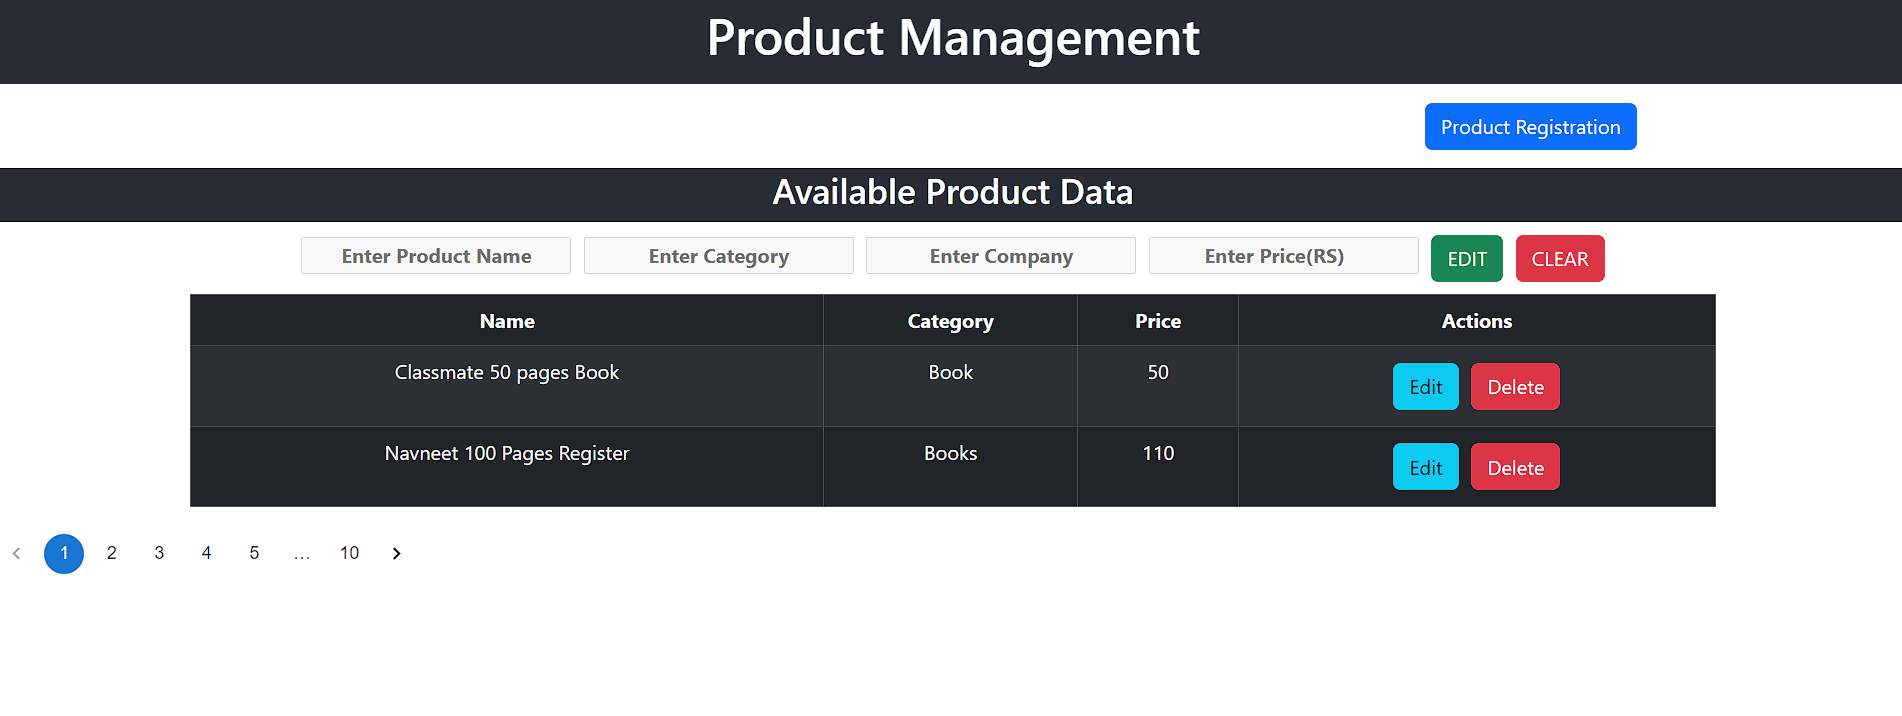 Product Management
Product Registration
Available Product Data
Enter Product Name Enter Category Enter Company Enter Price(RS) EDIT CLEAR
Name Category Price Actions
Classmate 50 pages Book Book 50 Edit Delete
Navneet 100 Pages Register Books 110 Edit Delete
1 2 3 4 5 ... 10